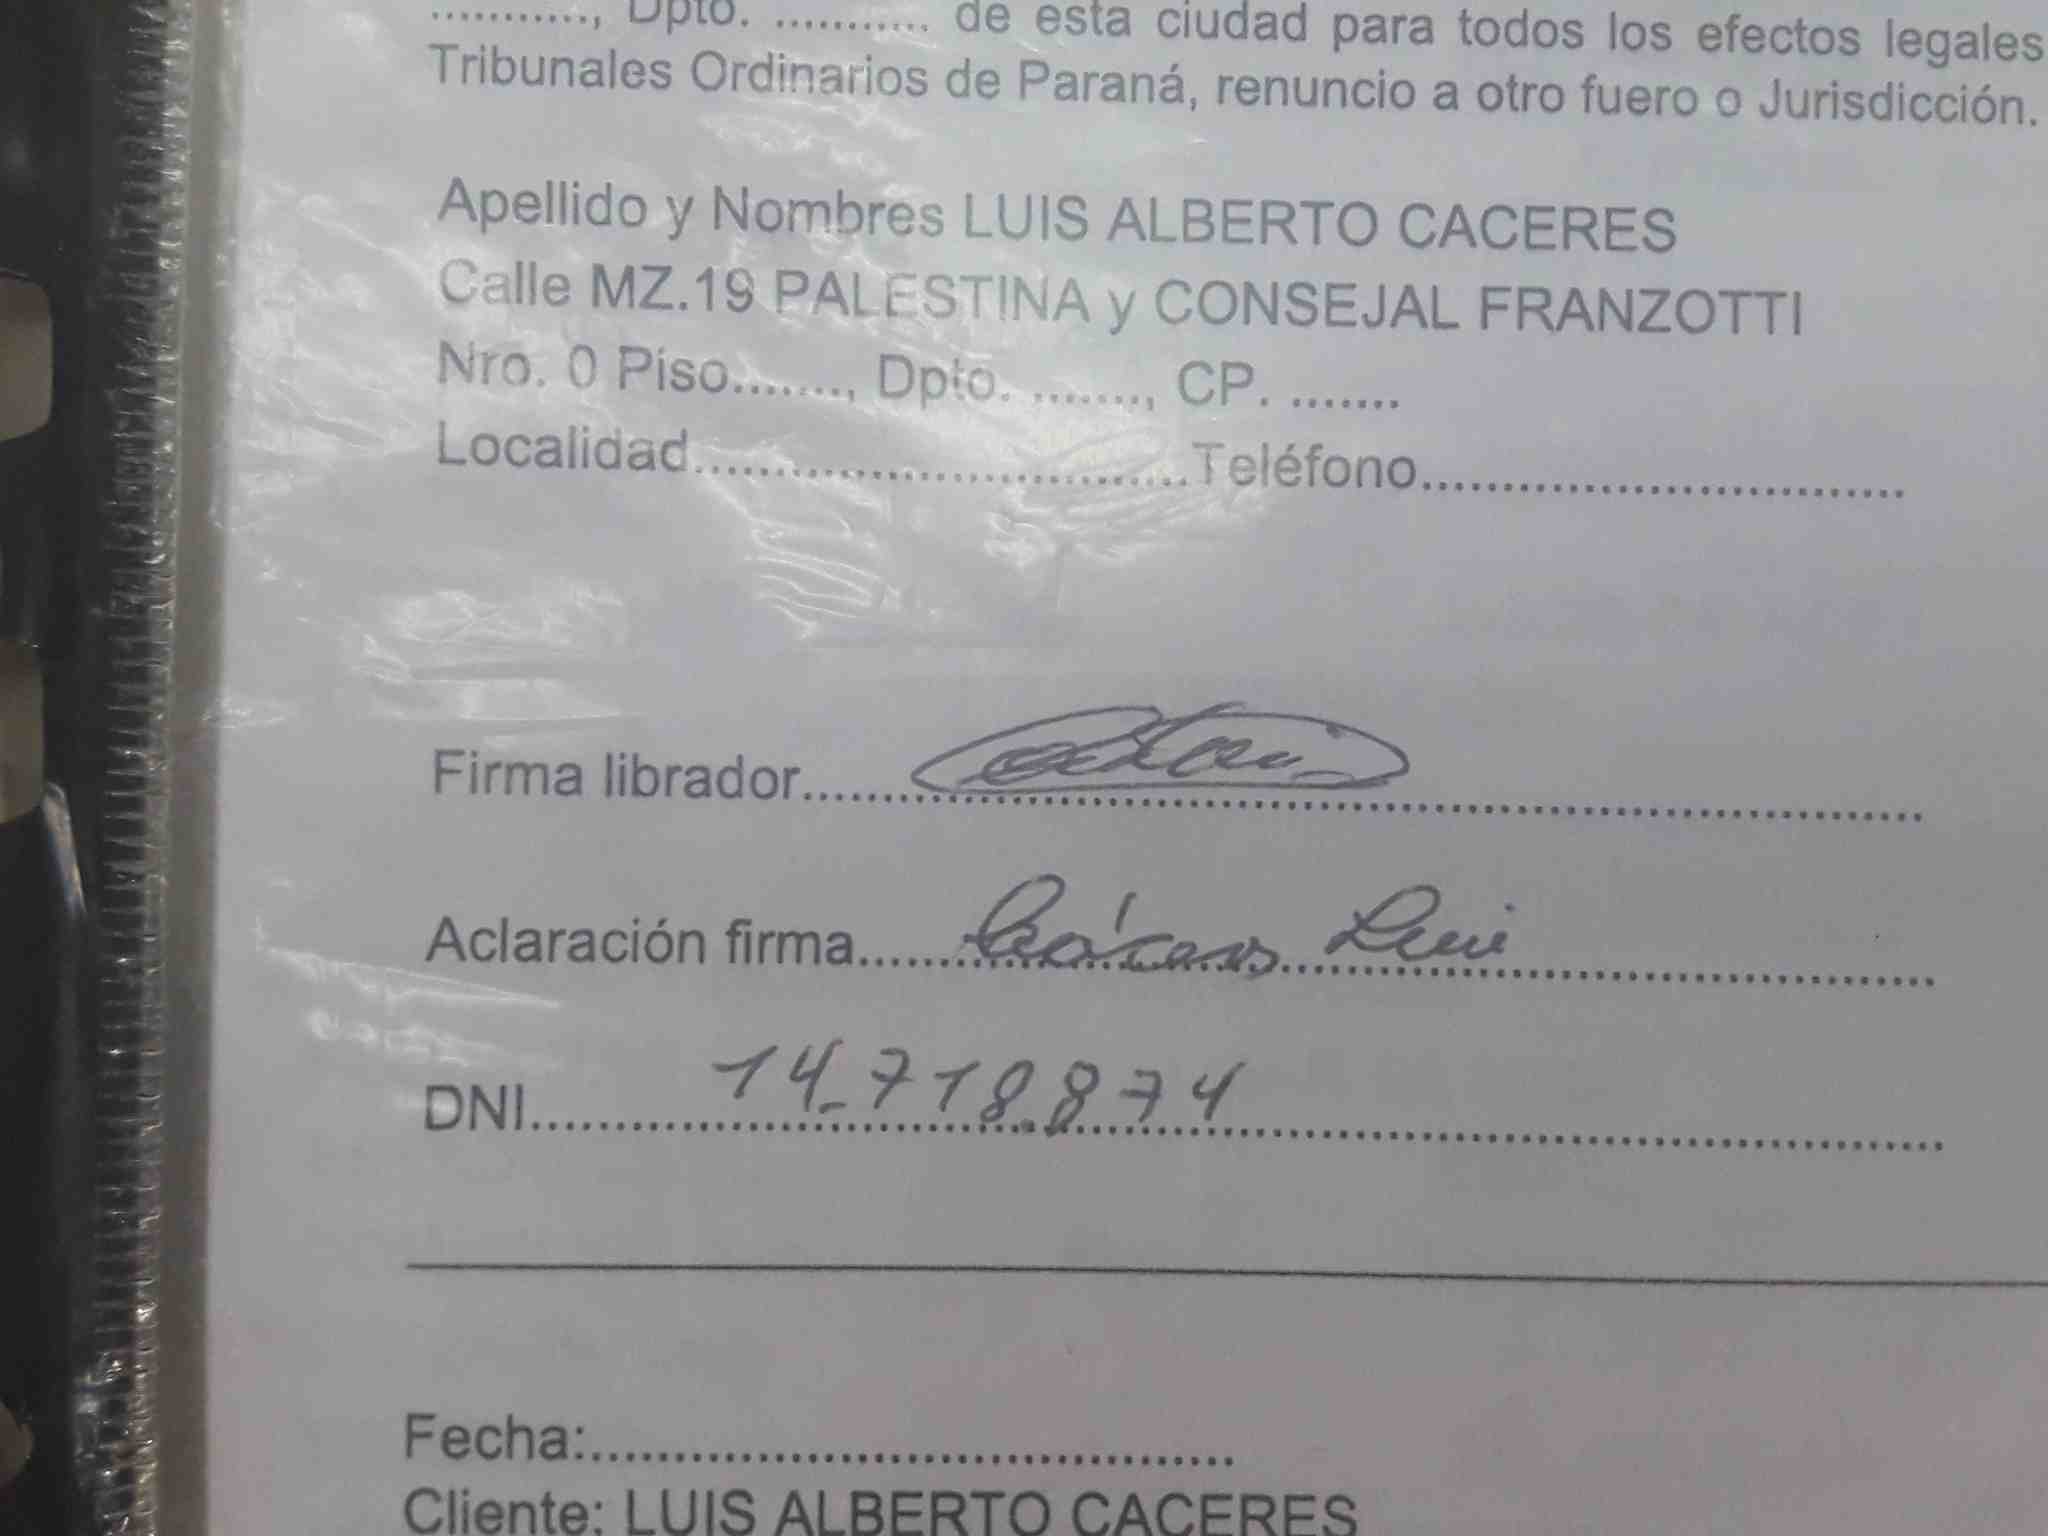 ............, Dpto. ............ de esta ciudad para todos los efectos legales
Tribunales Ordinarios de Paraná, renuncio a otro fuero o Jurisdicción.
Apellido y Nombres LUIS ALBERTO CACERES
Calle MZ.19 PALESTINA y CONSEJAL FRANZOTTI
Nro. 0 Piso......., Dpto. ......., CP. .......
Localidad...............................Teléfono...............................
Firma librador.....................................................................
Aclaración firma..... Cáceres Luis .....................................
DNI........ 14.718.874 ..................................................
Fecha:.........................................
Cliente: LUIS ALBERTO CACERES